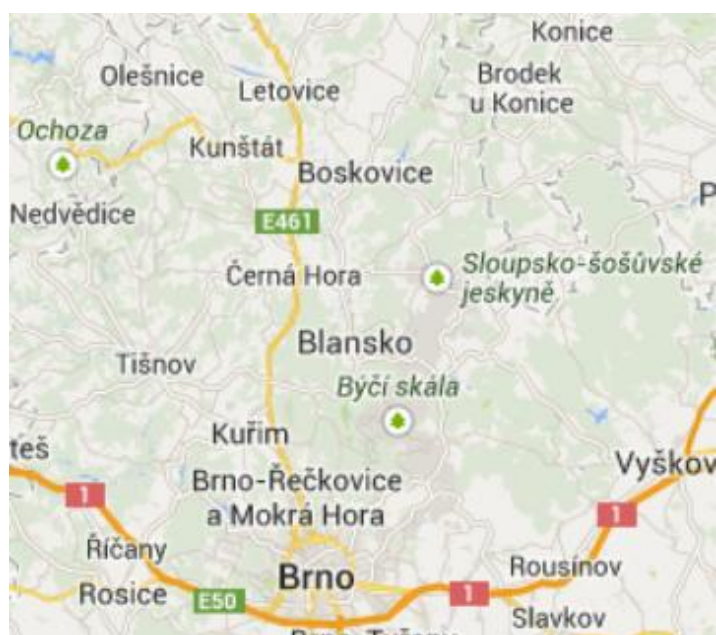 Konice
Olešnice
Brodek
u Konice
Letovice
Ochoza
Kunštát
Boskovice
P
Nedvědice
E461
Sloupsko-šošůvské
jeskyně
Černá Hora
Blansko
Tišnov
Býčí skála
Kuřim
teš
Vyškov
Brno-Řečkovice
a Mokrá Hora
1
1
Říčany
Rousínov
Brno
Rosice
E50
1
Slavkov